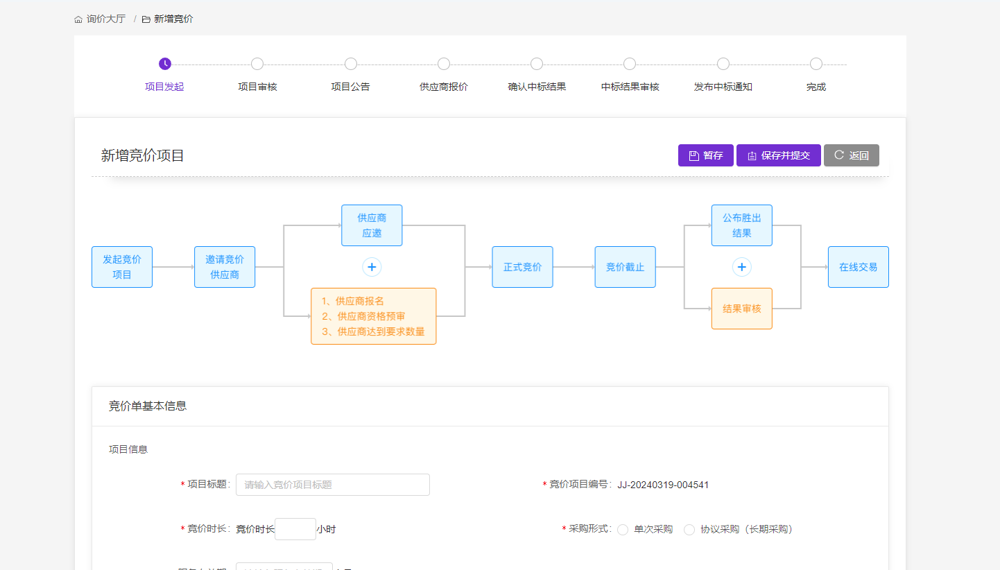 询价大厅 / 新增竞价
项目发起 项目审核 项目公告 供应商报价 确认中标结果 中标结果审核 发布中标通知 完成
新增竞价项目
暂存 保存并提交 返回
发起竞价
项目
邀请竞价
供应商
供应商
应邀
1、供应商报名
2、供应商资格预审
3、供应商达到要求数量
正式竞价
竞价截止
公布胜出
结果
结果审核
在线交易
竞价单基本信息
项目信息
* 项目标题: 请输入竞价项目标题 * 竞价项目编号: JJ-20240319-004541
* 竞价时长: 竞价时长 小时 * 采购形式: 单次采购 协议采购（长期采购）